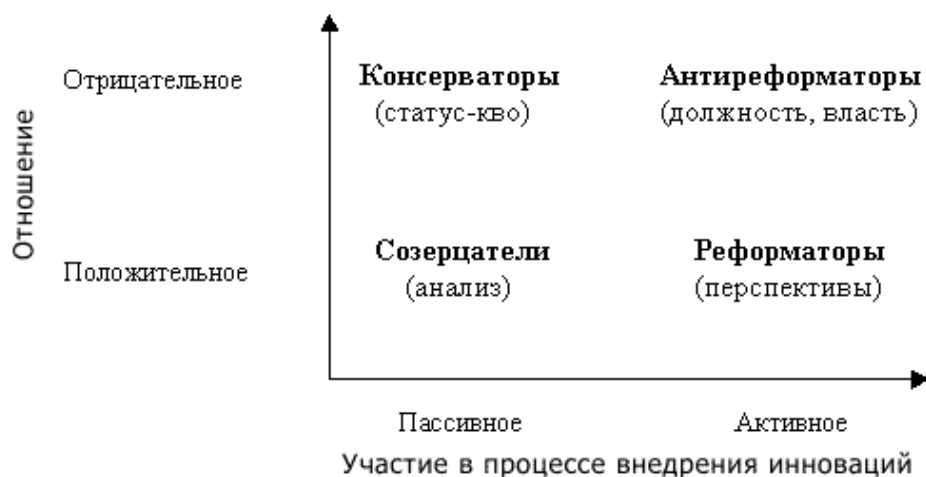 Отрицательное
Консерваторы
(статус-кво)
Антиреформаторы
(должность, власть)
Отношение
Положительное
Созерцатели
(анализ)
Реформаторы
(перспективы)
Пассивное
Активное
Участие в процессе внедрения инноваций